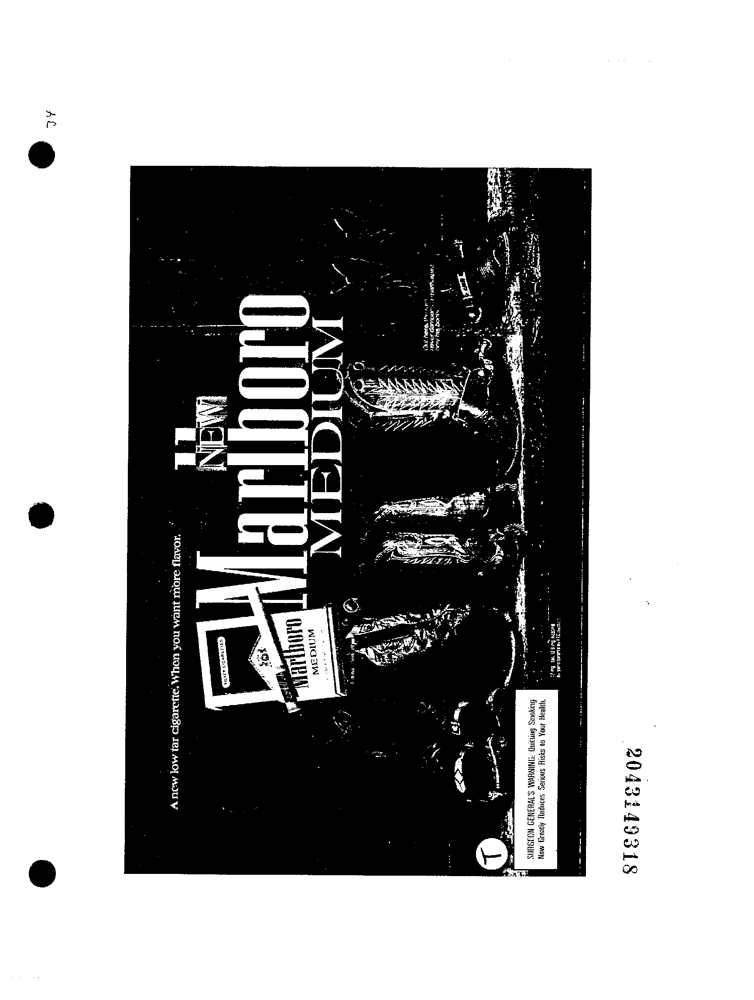 34
A new low tar cigarette. When you want more flavor.
NEW
Marlboro
MEDIUM
Marlboro
MEDIUM
T
SURGEON GENERAL'S WARNING: Quitting Smoking
Now Greatly Reduces Serious Risks to Your Health.
2043149318